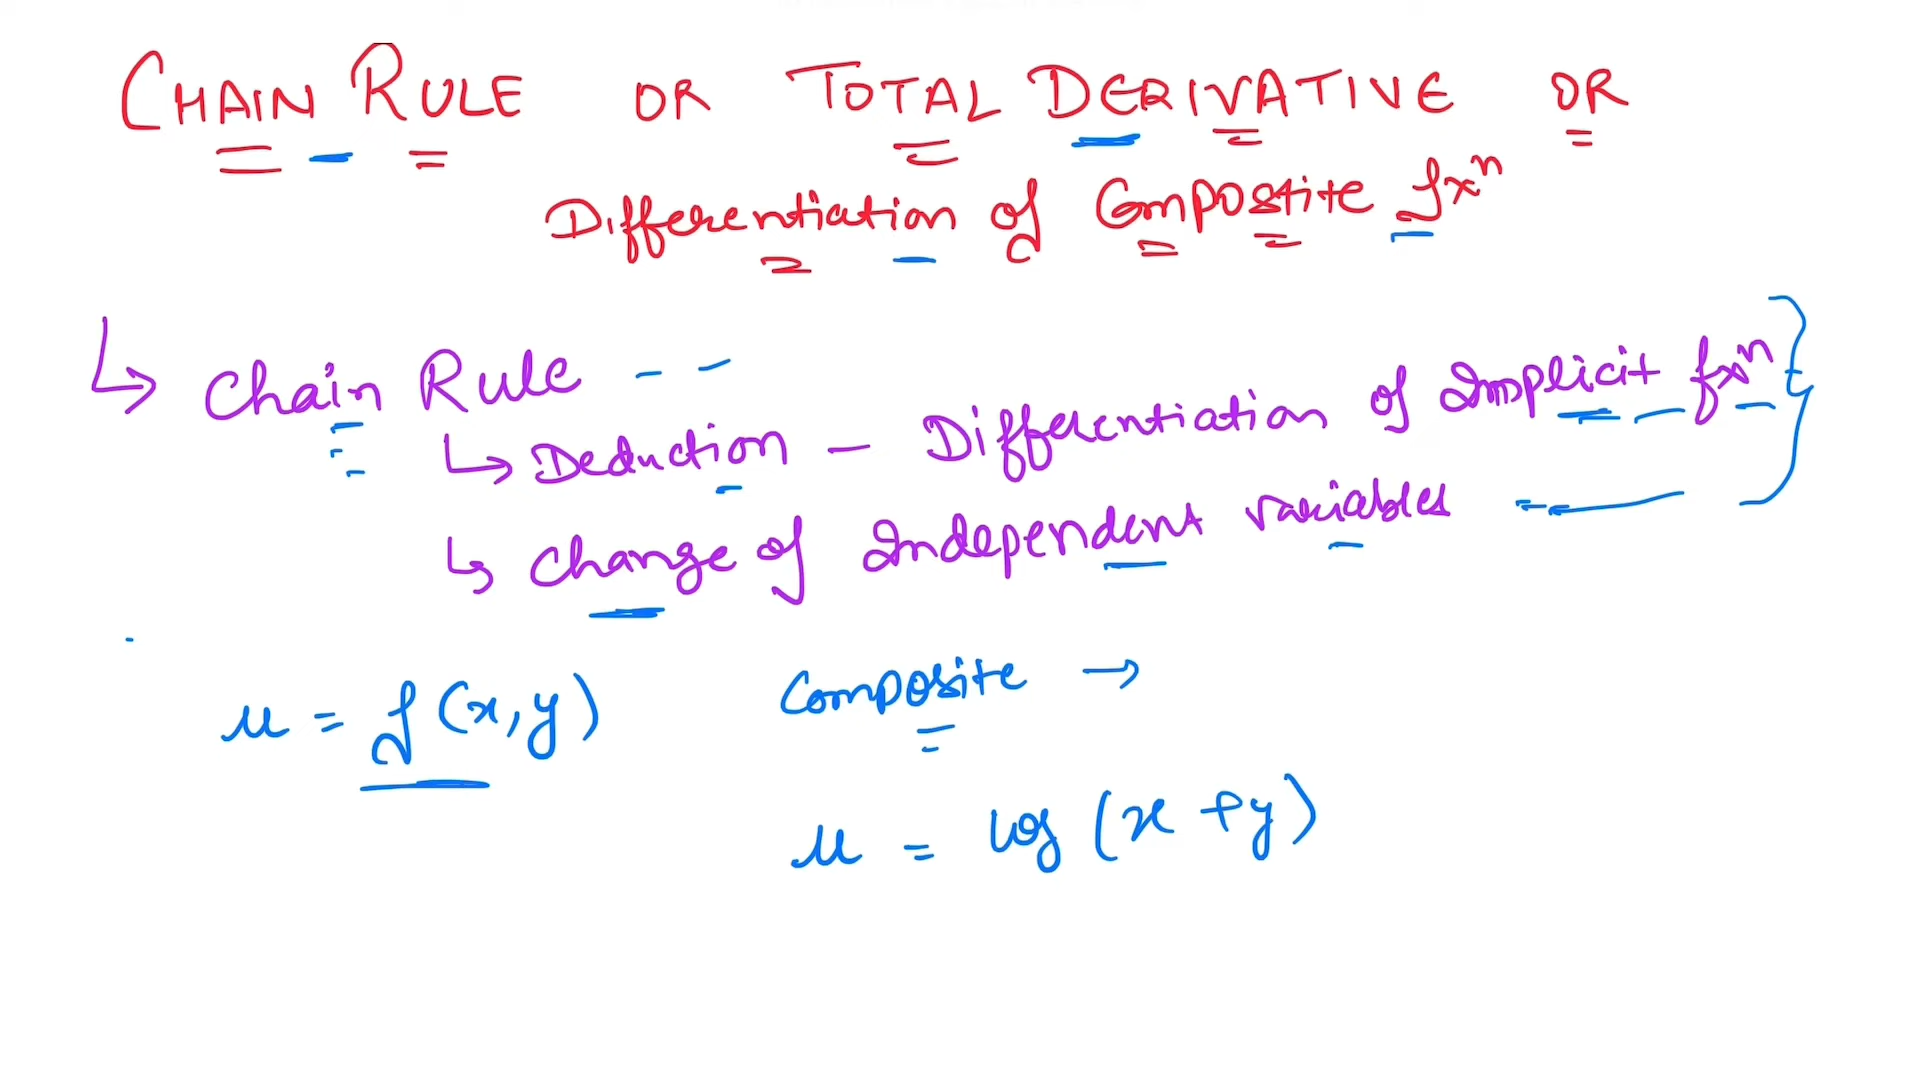 CHAIN RULE OR TOTAL DERIVATIVE OR
Differentiation of Composite fxⁿ
↳ Chain Rule - -
↳ Deduction – Differentiation of Implicit fxⁿ
↳ Change of Independent variables
u = f(x,y)
Composite →
u = log (x + y)